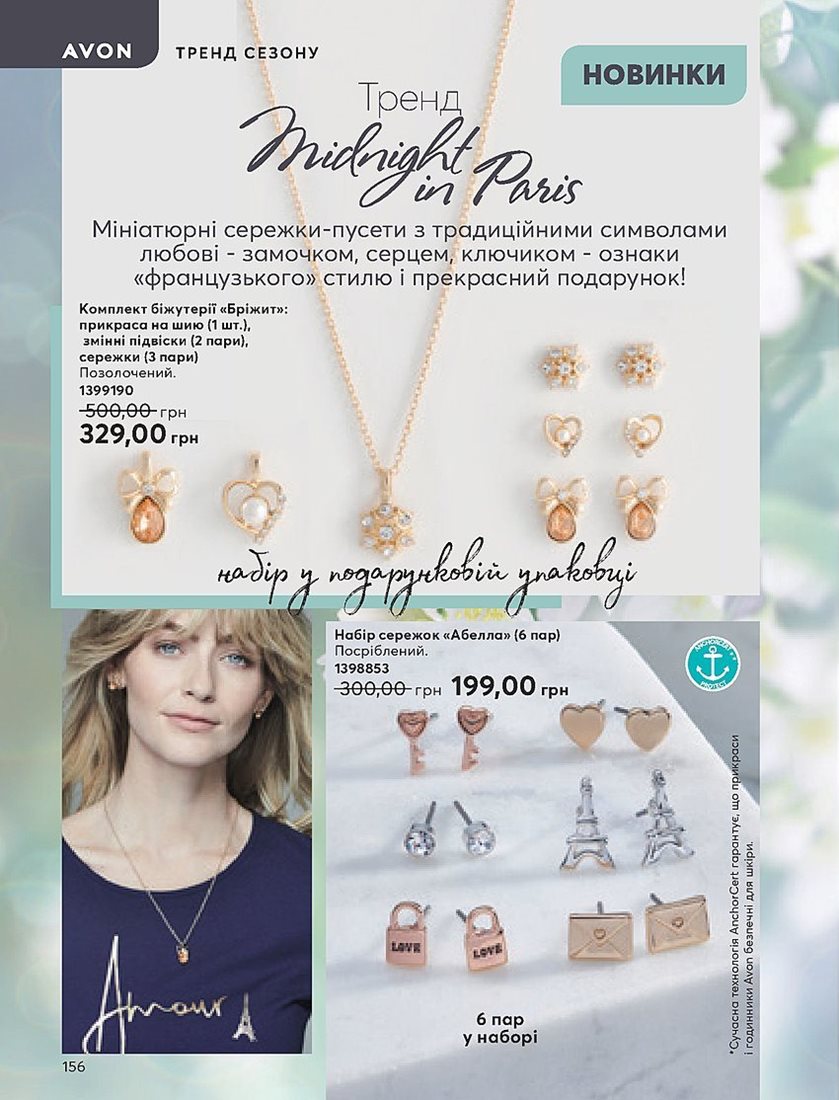 AVON
ТРЕНД СЕЗОНУ
НОВИНКИ
Тренд
Midnight
in Paris
Мініатюрні сережки-пусети з традиційними символами
любові - замочком, серцем, ключиком - ознаки
«французького» стилю і прекрасний подарунок!
Комплект біжутерії «Бріжит»:
прикраса на шию (1 шт.),
змінні підвіски (2 пари),
сережки (3 пари)
Позолочений.
1399190
500,00 грн
329,00 грн
набір у подарунковій упаковці
Набір сережок «Абелла» (6 пар)
Посріблений.
1398853
300,00 грн 199,00 грн
ANCHORCERT
PROTECT
LOVE
LOVE
6 пар
у наборі
*Сучасна технологія AnchorCert гарантує, що прикраси
і годинники Avon безпечні для шкіри.
Amour
156